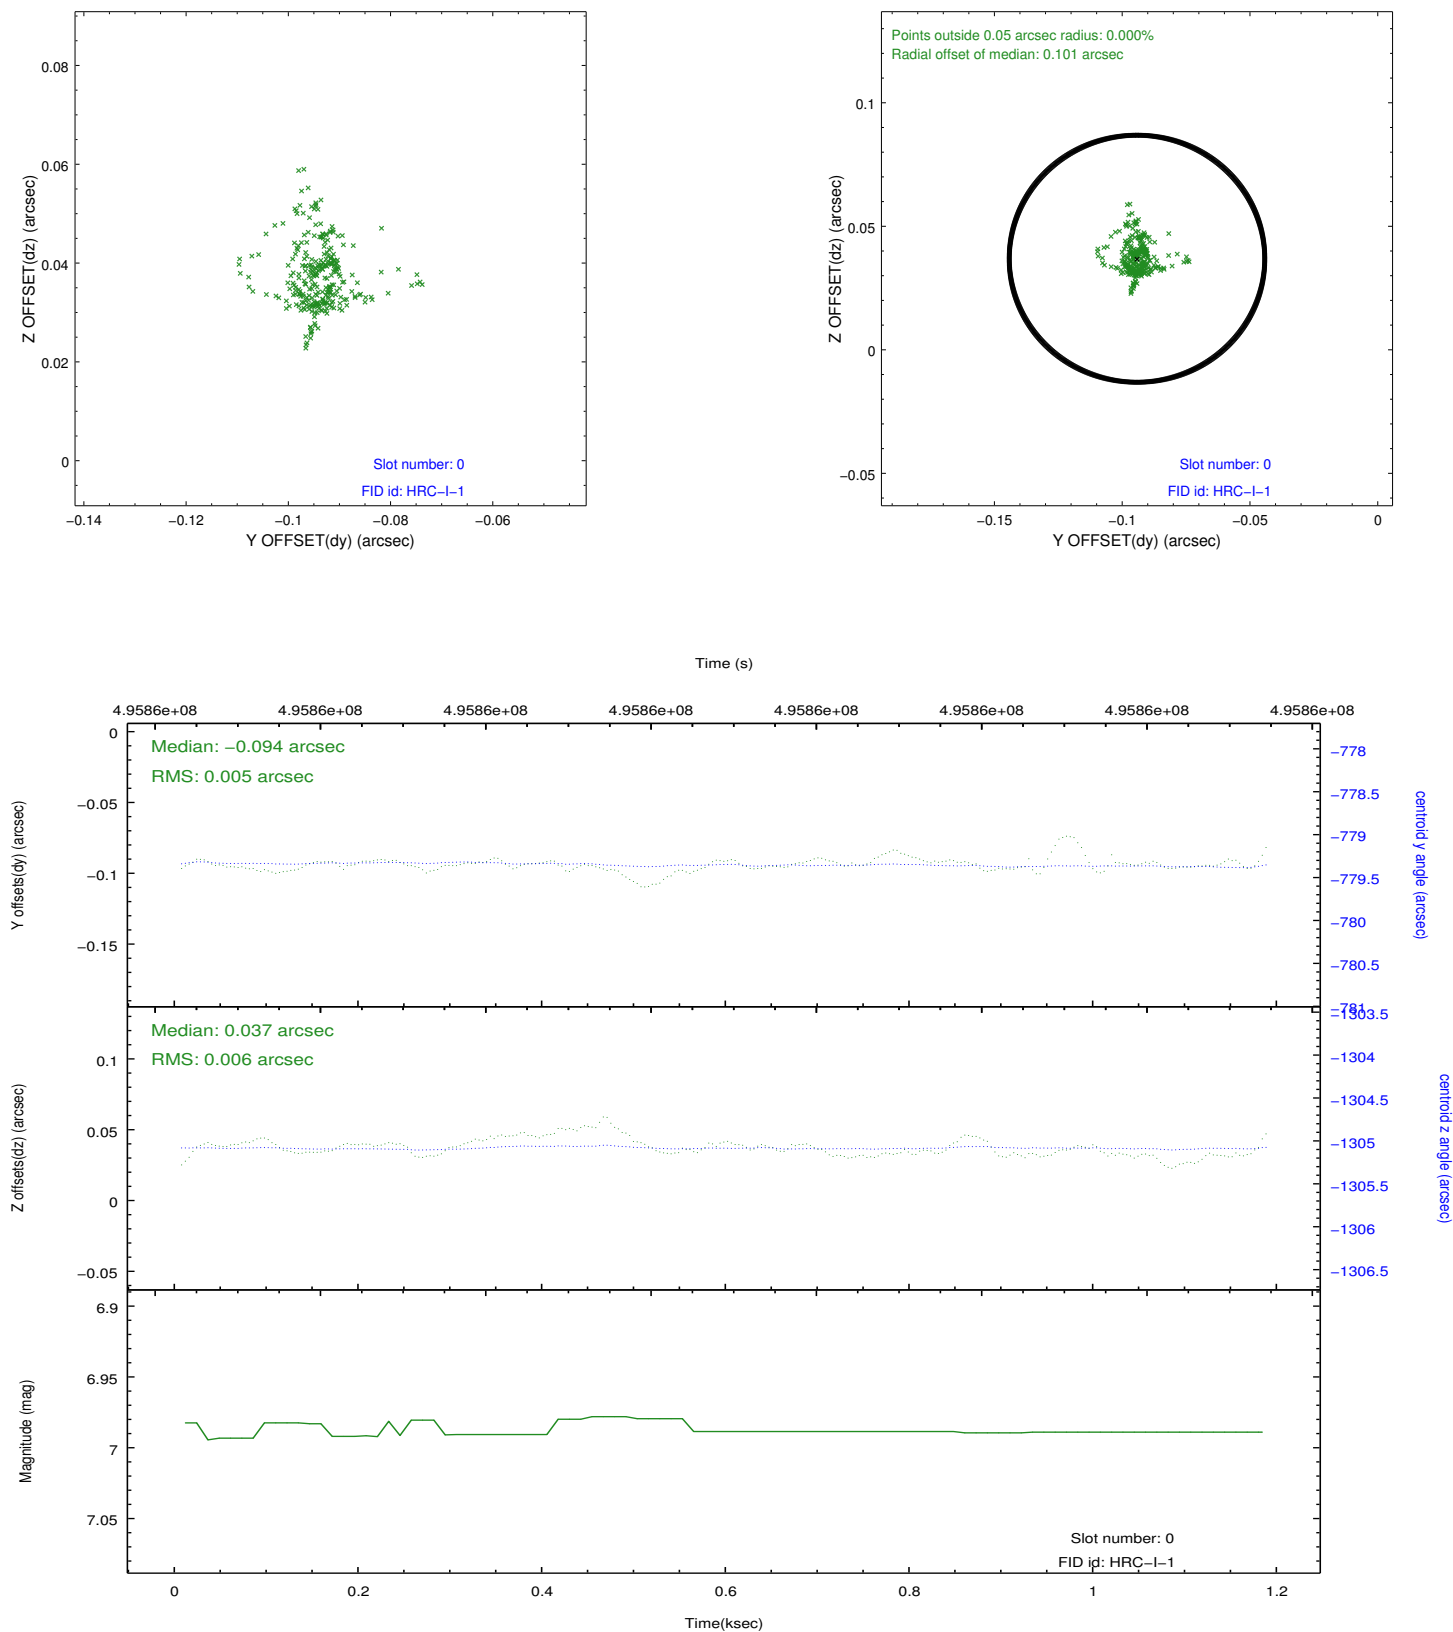 0.08
0.06
0.04
0.02
0
Z OFFSET(dz) (arcsec)
Slot number: 0
FID id: HRC−I−1
−0.14 −0.12 −0.1 −0.08 −0.06
Y OFFSET(dy) (arcsec)
Points outside 0.05 arcsec radius: 0.000%
Radial offset of median: 0.101 arcsec
0.1
0.05
0
−0.05
Z OFFSET(dz) (arcsec)
Slot number: 0
FID id: HRC−I−1
−0.15 −0.1 −0.05 0
Y OFFSET(dy) (arcsec)
Time (s)
4.9586e+08 4.9586e+08 4.9586e+08 4.9586e+08 4.9586e+08 4.9586e+08 4.9586e+08 4.9586e+08
Median: −0.094 arcsec
RMS: 0.005 arcsec
0
−0.05
−0.1
−0.15
Y offsets(dy) (arcsec)
−778
−778.5
−779
−779.5
−780
−780.5
−781
centroid y angle (arcsec)
Median: 0.037 arcsec
RMS: 0.006 arcsec
0.1
0.05
0
−0.05
Z offsets(dz) (arcsec)
−1303.5
−1304
−1304.5
−1305
−1305.5
−1306
−1306.5
centroid z angle (arcsec)
6.9
6.95
7
7.05
Magnitude (mag)
Slot number: 0
FID id: HRC−I−1
0 0.2 0.4 0.6 0.8 1 1.2
Time(ksec)